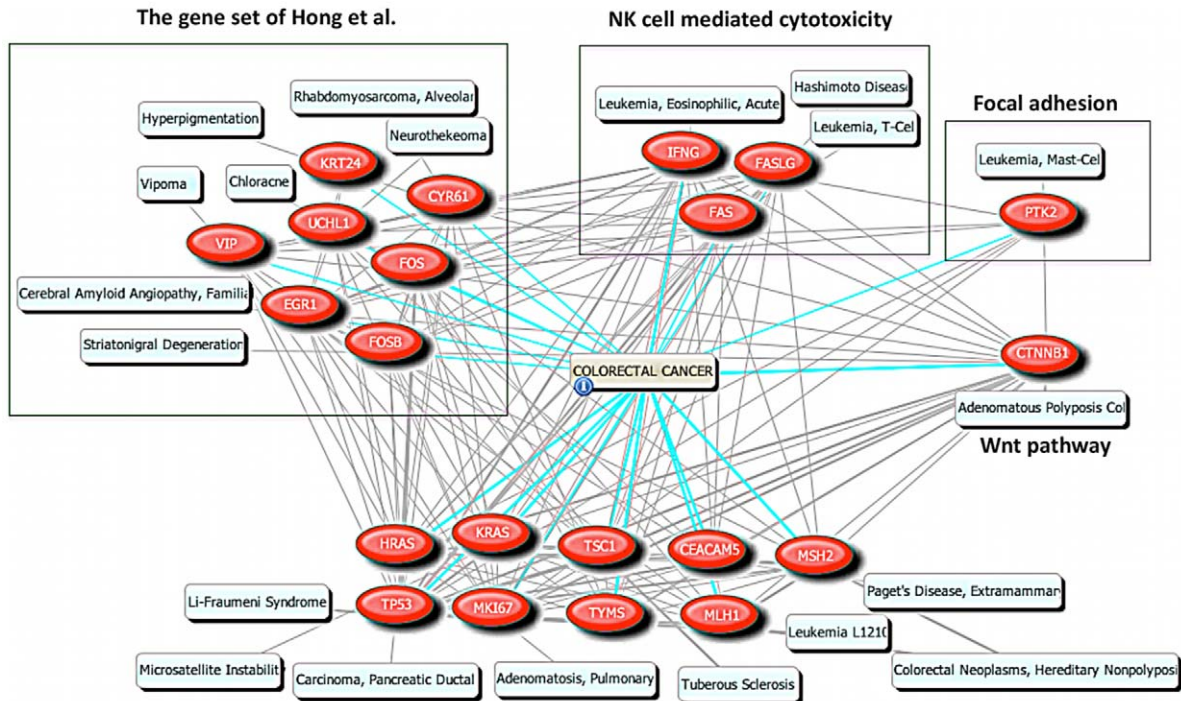 The gene set of Hong et al.
NK cell mediated cytotoxicity
Focal adhesion
Rhabdomyosarcoma, Alveolar
Hyperpigmentation
Neurothekeoma
KRT24
Vipoma
Chloracne
CYR61
UCHL1
VIP
FOS
Cerebral Amyloid Angiopathy, Familia
EGR1
Striatonigral Degeneration
FOSB
Hashimoto Diseas
Leukemia, Eosinophilic, Acute
Leukemia, T-Cel
IFNG
FASLG
FAS
Leukemia, Mast-Cel
PTK2
COLORECTAL CANCER
CTNNB1
Adenomatous Polyposis Col
Wnt pathway
HRAS
KRAS
TSC1
CEACAM5
MSH2
TP53
MKI67
TYMS
MLH1
Li-Fraumeni Syndrome
Paget's Disease, Extramammar
Leukemia L1210
Microsatellite Instabilit
Carcinoma, Pancreatic Ductal
Adenomatosis, Pulmonary
Tuberous Sclerosis
Colorectal Neoplasms, Hereditary Nonpolyposi